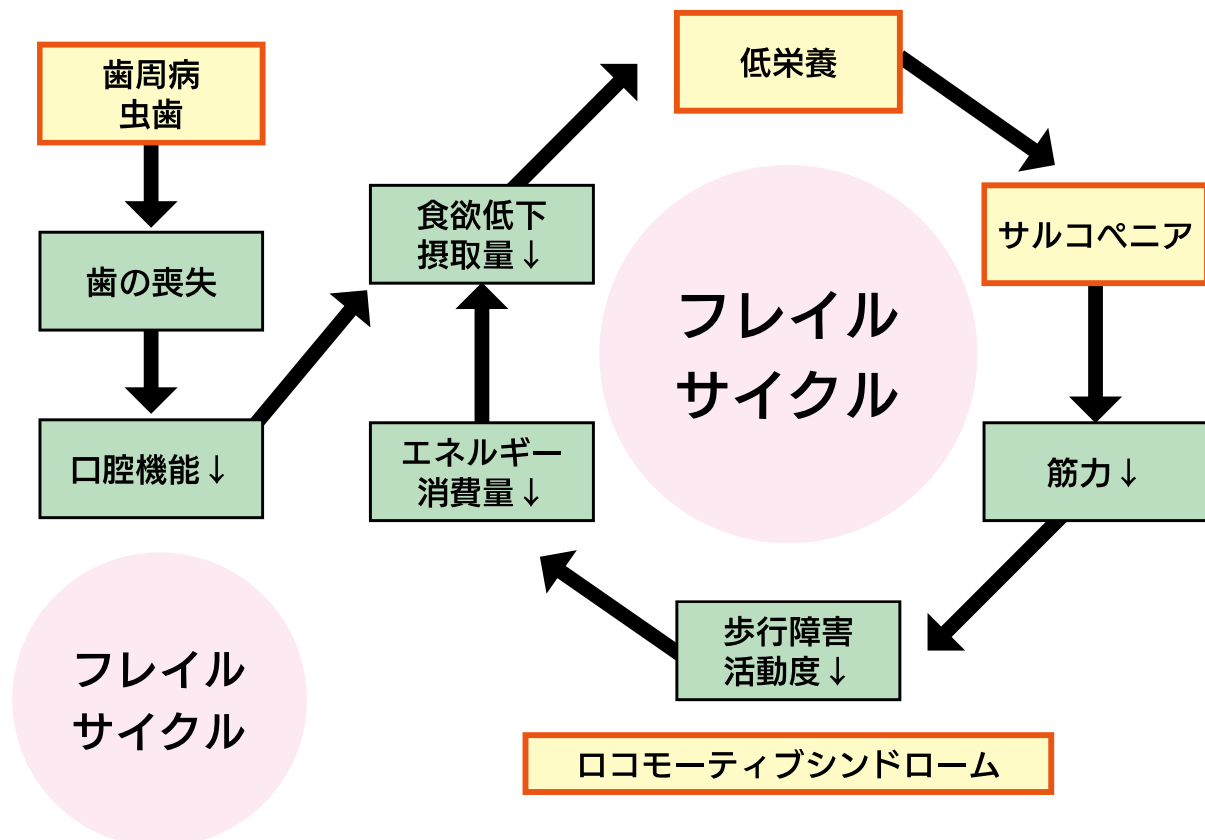 歯周病
虫歯
歯の喪失
口腔機能↓
フレイル
サイクル
食欲低下
摂取量↓
エネルギー
消費量↓
低栄養
フレイル
サイクル
サルコペニア
筋力↓
歩行障害
活動度↓
ロコモーティブシンドローム